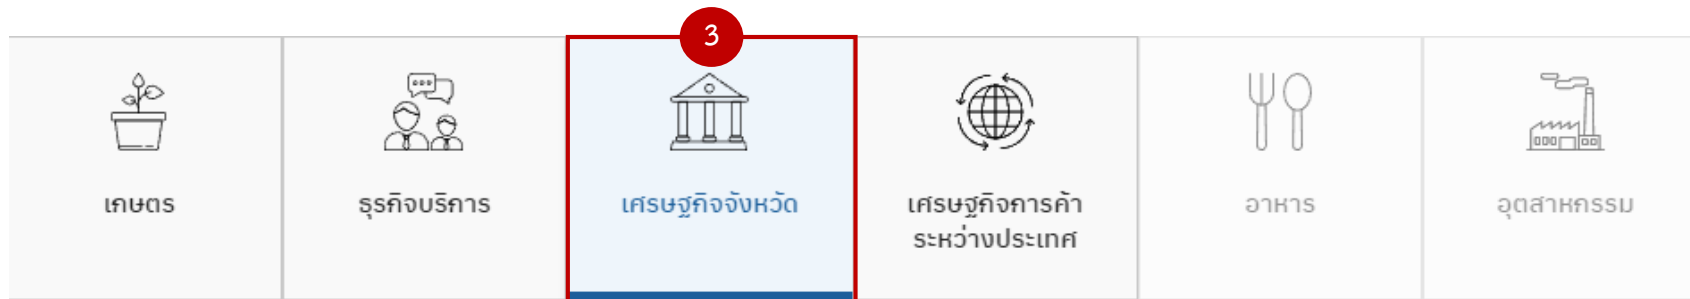 3
เกษตร
ธุรกิจบริการ
เศรษฐกิจจังหวัด
เศรษฐกิจการค้า
ระหว่างประเทศ
อาหาร
อุตสาหกรรม